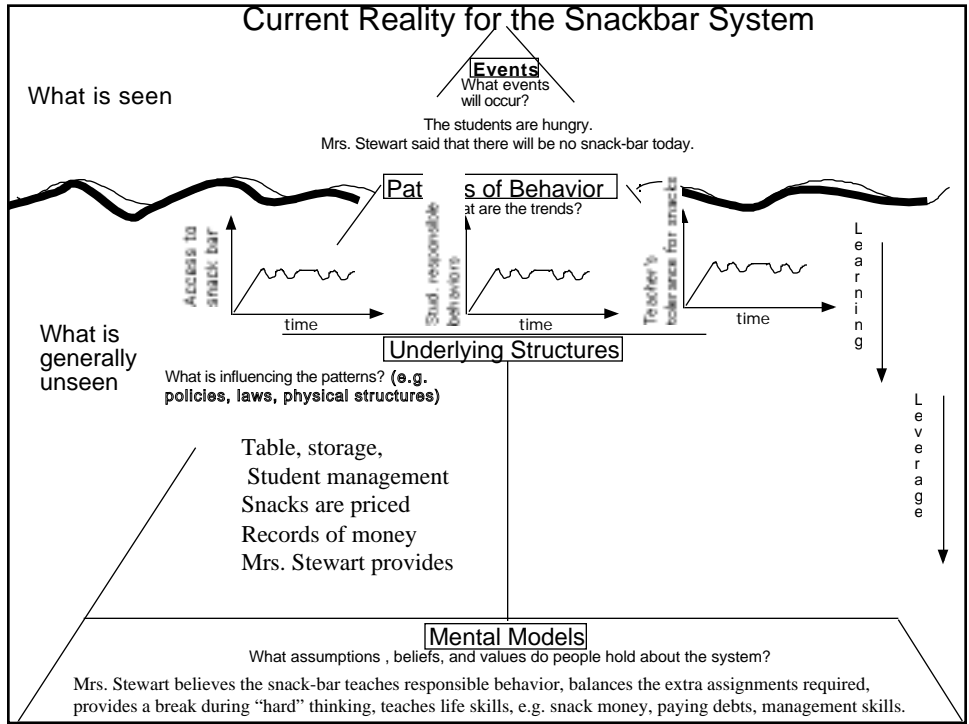 Current Reality for the Snackbar System
Events
What events
will occur?
What is seen
The students are hungry.
Mrs. Stewart said that there will be no snack-bar today.
Pat s of Behavior
at are the trends?
Access to
snack bar
time
Stud. responsible
behaviors
time
Teacher's
tolerance for snacks
time
Learning
What is
generally
unseen
Underlying Structures
What is influencing the patterns? (e.g.
policies, laws, physical structures)
Leverage
Table, storage,
Student management
Snacks are priced
Records of money
Mrs. Stewart provides
Mental Models
What assumptions , beliefs, and values do people hold about the system?
Mrs. Stewart believes the snack-bar teaches responsible behavior, balances the extra assignments required,
provides a break during “hard” thinking, teaches life skills, e.g. snack money, paying debts, management skills.